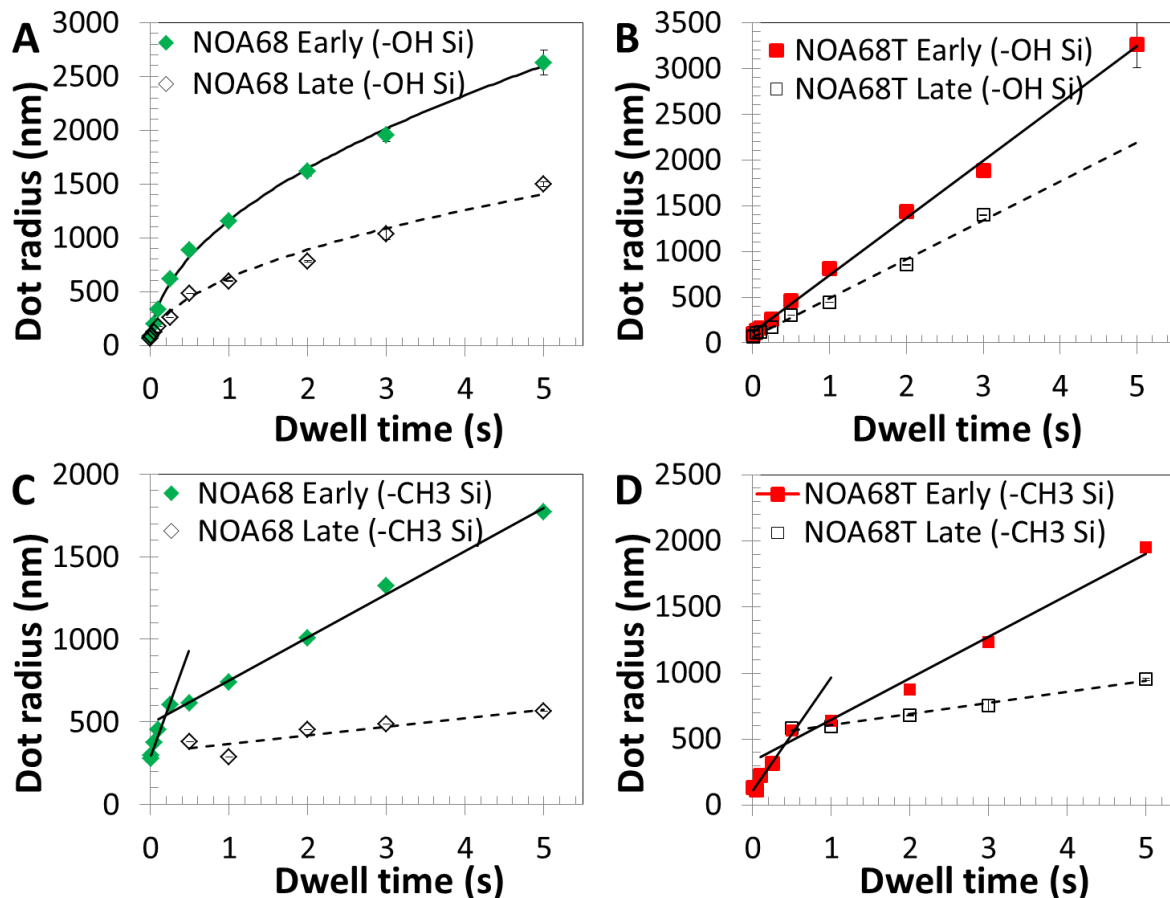 A
Dot radius (nm)
3000
2500
2000
1500
1000
500
0
NOA68 Early (-OH Si)
NOA68 Late (-OH Si)
0 1 2 3 4 5
Dwell time (s)
B
Dot radius (nm)
3500
3000
2500
2000
1500
1000
500
0
NOA68T Early (-OH Si)
NOA68T Late (-OH Si)
0 1 2 3 4 5
Dwell time (s)
C
Dot radius (nm)
2000
1500
1000
500
0
NOA68 Early (-CH3 Si)
NOA68 Late (-CH3 Si)
0 1 2 3 4 5
Dwell time (s)
D
Dot radius (nm)
2500
2000
1500
1000
500
0
NOA68T Early (-CH3 Si)
NOA68T Late (-CH3 Si)
0 1 2 3 4 5
Dwell time (s)